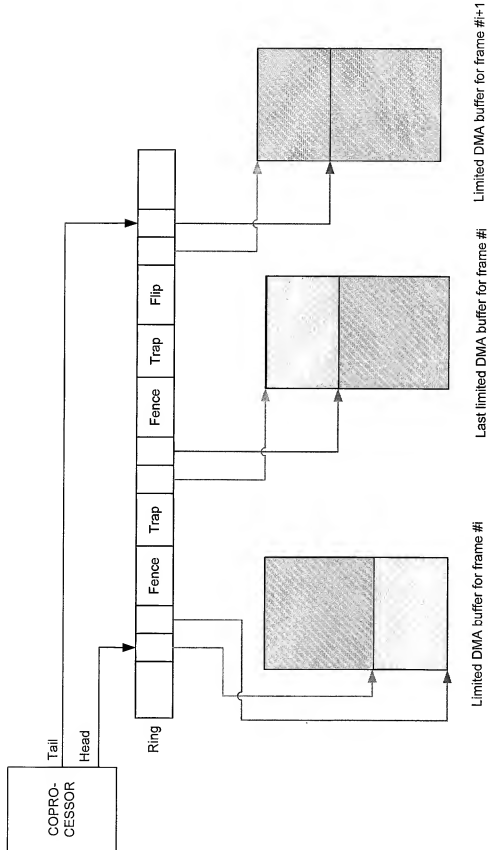 COPRO-
CESSOR
Tail
Head
Ring
Fence
Trap
Fence
Trap
Flip
Limited DMA buffer for frame #i
Last limited DMA buffer for frame #i
Limited DMA buffer for frame #i+1